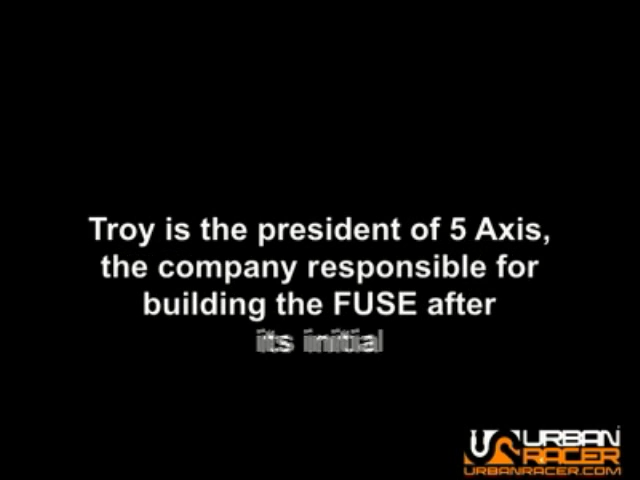 Troy is the president of 5 Axis,
the company responsible for
building the FUSE after
its initial
URBAN
RACER
URBANRACER.COM